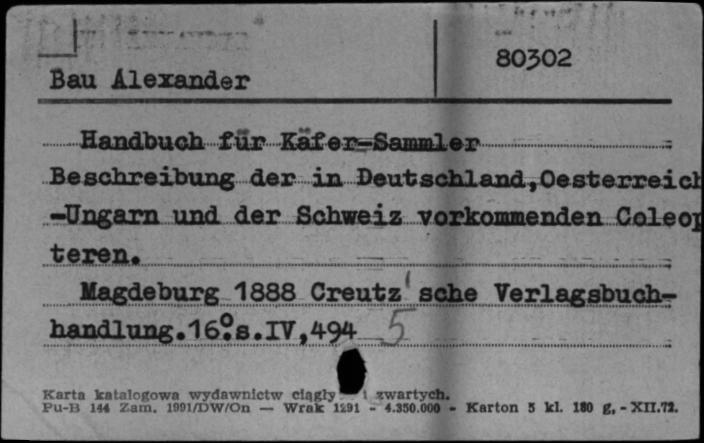 80302
Bau Alexander
Handbuch für Käfer-Sammler
Beschreibung der in Deutschland,Oesterreich
-Ungarn und der Schweiz vorkommenden Coleop
teren.
Magdeburg 1888 Creutz'sche Verlagsbuch-
handlung.16°.s.IV,494 5
Karta katalogowa wydawnictw ciągły i zwartych.
Pu-B 144 Zam. 1991/DW/On — Wrak 1291 - 4.350.000 - Karton 5 kl. 180 g, - XII.72.